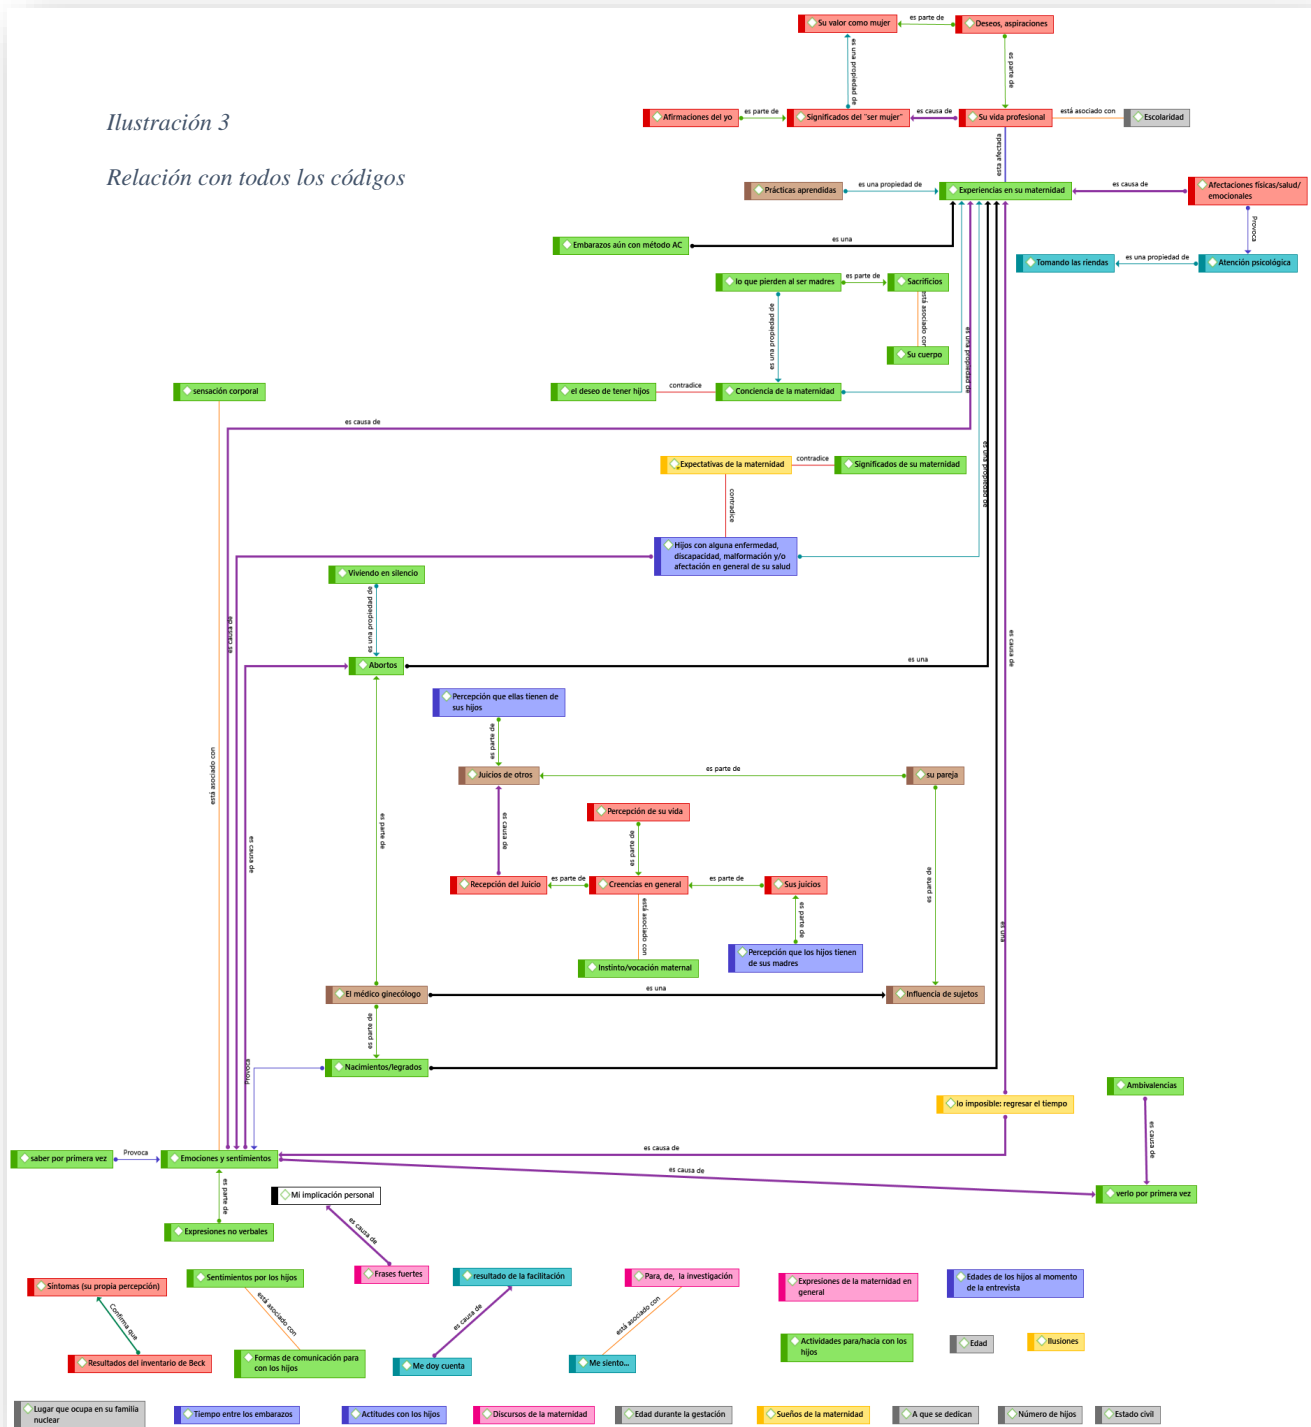 Su valor como mujer
es parte de
Deseos, aspiraciones
es una propiedad de
es parte de
Ilustración 3
Relación con todos los códigos
Afirmaciones del yo
es parte de
Significados del "ser mujer"
es causa de
Su vida profesional
está asociado con
Escolaridad
esta afectada
Prácticas aprendidas
es una propiedad de
Experiencias en su maternidad
es causa de
Afectaciones físicas/salud/
emocionales
Provoca
Embarazos aún con método AC
es una
Tomando las riendas
es una propiedad de
Atención psicológica
lo que pierden al ser madres
es parte de
Sacrificios
está asociado con
es una propiedad de
es una propiedad de
Su cuerpo
sensación corporal
el deseo de tener hijos
contradice
Conciencia de la maternidad
es causa de
Expectativas de la maternidad
contradice
Significados de su maternidad
es una propiedad de
contradice
Hijos con alguna enfermedad,
discapacidad, malformación y/o
afectación en general de su salud
Viviendo en silencio
es una propiedad de
es causa de
es causa de
Abortos
es una
Percepción que ellas tienen de
sus hijos
es parte de
está asociado con
Juicios de otros
es parte de
su pareja
Percepción de su vida
es causa de
es parte de
es causa de
es parte de
Recepción del Juicio
es parte de
Creencias en general
es parte de
Sus juicios
es parte de
está asociado con
es parte de
es una
Percepción que los hijos tienen
de sus madres
Instinto/vocación maternal
El médico ginecólogo
es una
Influencia de sujetos
es parte de
Nacimientos/legrados
Provoca
Ambivalencias
lo imposible: regresar el tiempo
es causa de
saber por primera vez
Provoca
Emociones y sentimientos
es causa de
es causa de
verlo por primera vez
es parte de
Mi implicación personal
Expresiones no verbales
es causa de
Frases fuertes
Síntomas (su propia percepción)
Sentimientos por los hijos
resultado de la facilitación
Para, de, la investigación
Expresiones de la maternidad en
general
Edades de los hijos al momento
de la entrevista
Confirma que
está asociado con
es causa de
está asociado con
Resultados del inventario de Beck
Formas de comunicación para
con los hijos
Me doy cuenta
Me siento...
Actividades para/hacia con los
hijos
Edad
Ilusiones
Lugar que ocupa en su familia
nuclear
Tiempo entre los embarazos
Actitudes con los hijos
Discursos de la maternidad
Edad durante la gestación
Sueños de la maternidad
A que se dedican
Número de hijos
Estado civil